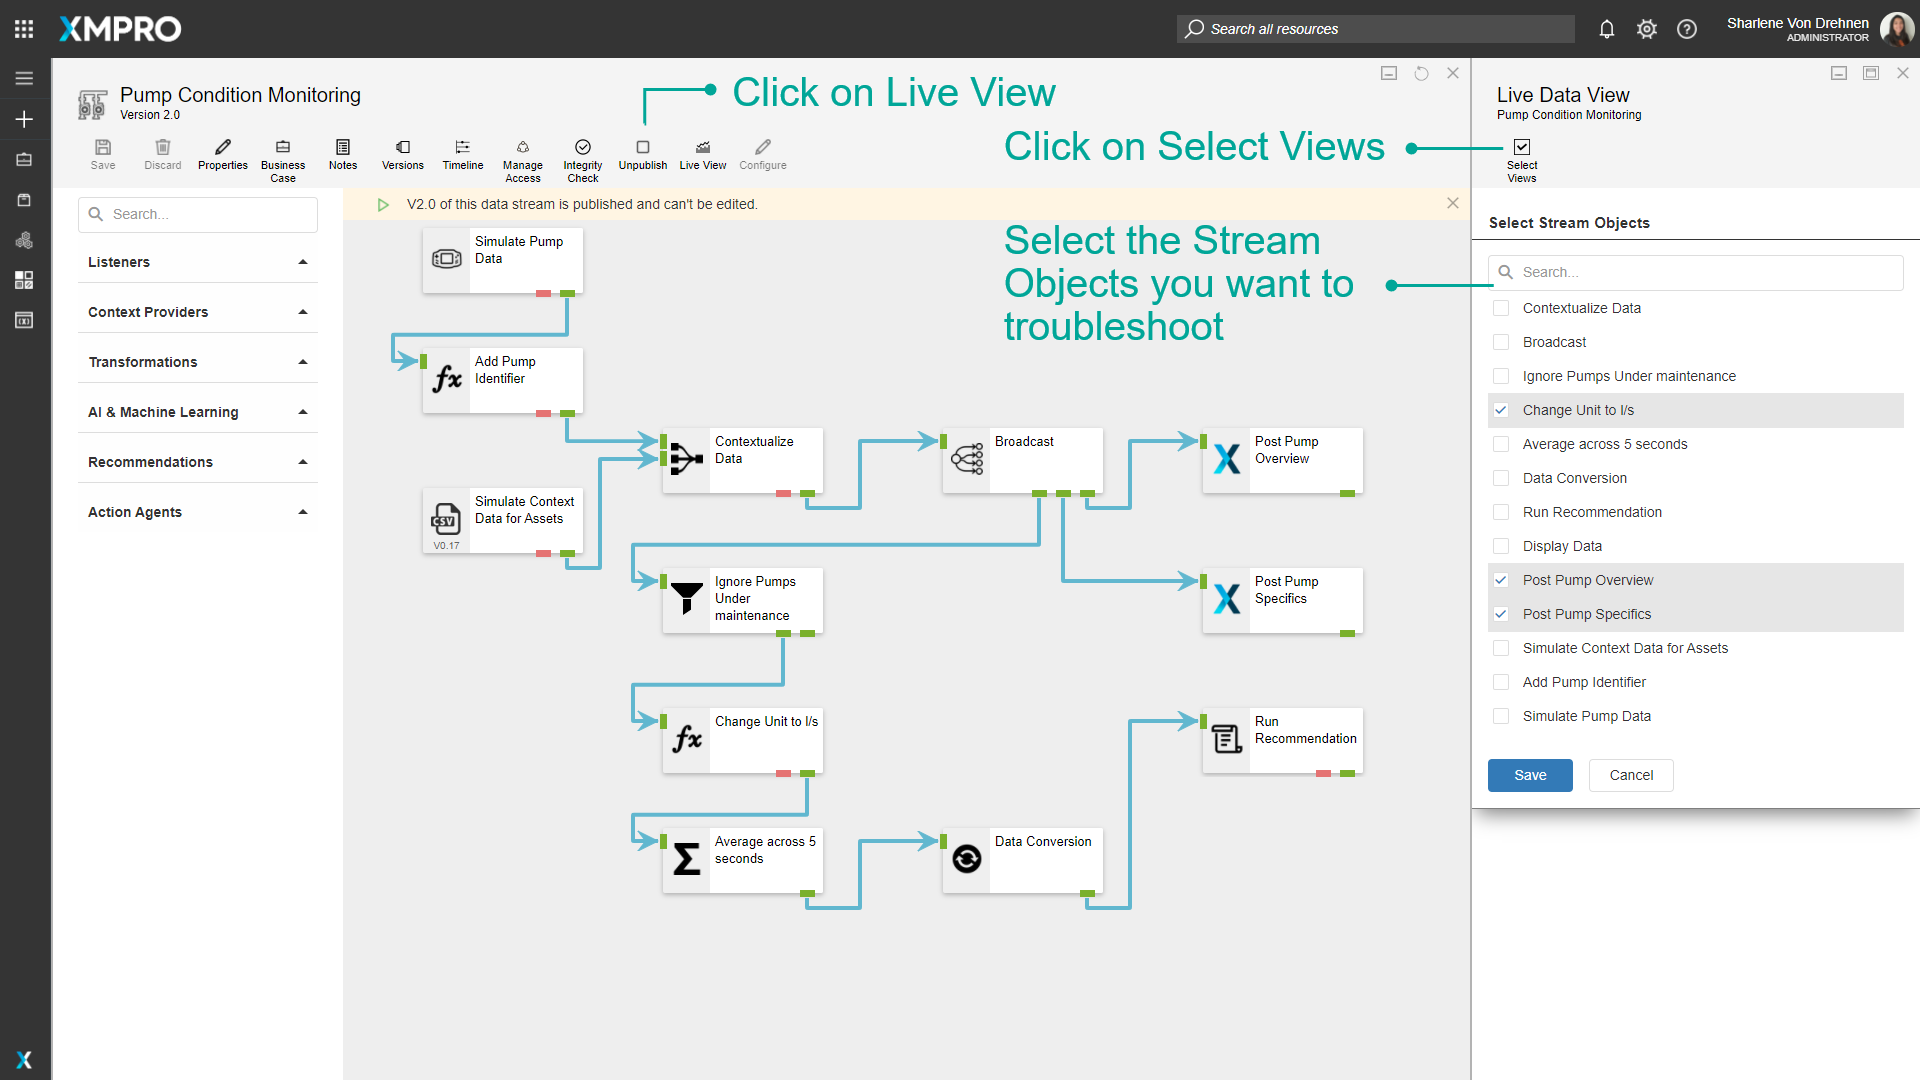 XMPRO
Search all resources
Sharlene Von Drehnen
ADMINISTRATOR
Pump Condition Monitoring
Version 2.0
Click on Live View
Save
Discard
Properties
Business
Case
Notes
Versions
Timeline
Manage
Access
Integrity
Check
Unpublish
Live View
Configure
Click on Select Views
Live Data View
Pump Condition Monitoring
Select
Views
Search...
Listeners
Context Providers
Transformations
AI & Machine Learning
Recommendations
Action Agents
V2.0 of this data stream is published and can't be edited.
Select the Stream
Objects you want to
troubleshoot
Simulate Pump
Data
Add Pump
Identifier
Contextualize
Data
Broadcast
Post Pump
Overview
Simulate Context
Data for Assets
CSV
V0.17
Ignore Pumps
Under
maintenance
Post Pump
Specifics
fx
Change Unit to l/s
fx
Run
Recommendation
Average across 5
seconds
Σ
Data Conversion
Select Stream Objects
Search...
Contextualize Data
Broadcast
Ignore Pumps Under maintenance
Change Unit to l/s
Average across 5 seconds
Data Conversion
Run Recommendation
Display Data
Post Pump Overview
Post Pump Specifics
Simulate Context Data for Assets
Add Pump Identifier
Simulate Pump Data
Save
Cancel